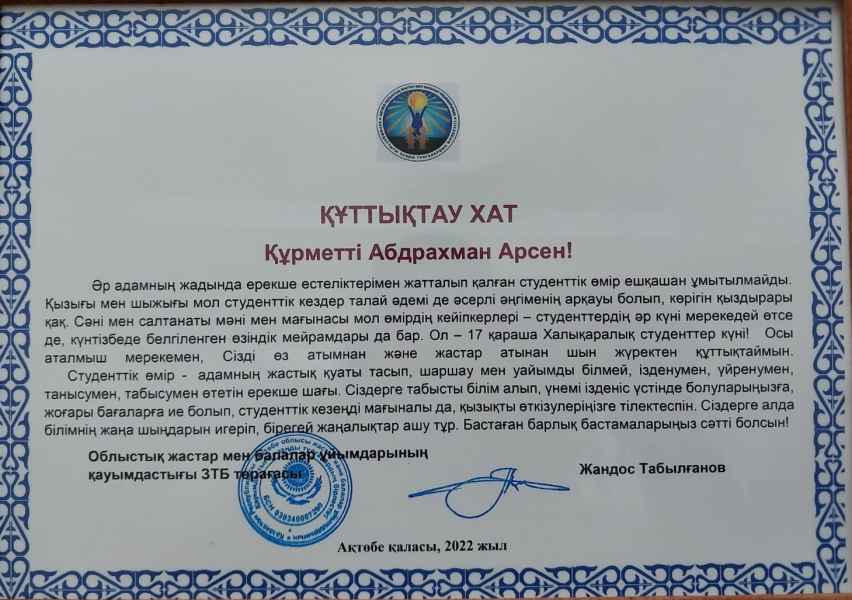 ҚҰТТЫҚТАУ ХАТ
Құрметті Абдрахман Арсен!
Әр адамның жадында ерекше естеліктерімен жатталып қалған студенттік өмір ешқашан ұмытылмайды.
Қызығы мен шыжығы мол студенттік кездер талай әдемі де әсерлі әңгіменің арқауы болып, көрігін қыздырары
қақ. Сәні мен салтанаты мәні мен мағынасы мол өмірдің кейіпкерлері – студенттердің әр күні мерекедей өтсе
де, күнтізбеде белгіленген өзіндік мейрамдары да бар. Ол – 17 қараша Халықаралық студенттер күні! Осы
аталмыш мерекемен, Сізді өз атымнан және жастар атынан шын жүректен құттықтаймын.
Студенттік өмір - адамның жастық қуаты тасып, шаршау мен уайымды білмей, ізденумен, үйренумен,
танысумен, табысумен өтетін ерекше шағы. Сіздерге табысты білім алып, үнемі ізденіс үстінде болуларыңызға,
жоғары бағаларға ие болып, студенттік кезеңді мағыналы да, қызықты өткізулеріңізге тілектеспін. Сіздерге алда
білімнің жаңа шыңдарын игеріп, бірегей жаңалықтар ашу тұр. Бастаған барлық бастамаларыңыз сәтті болсын!
Облыстық жастар мен балалар ұйымдарының
қауымдастығы ЗТБ төрағасы
Жандос Табылғанов
Ақтөбе қаласы, 2022 жыл